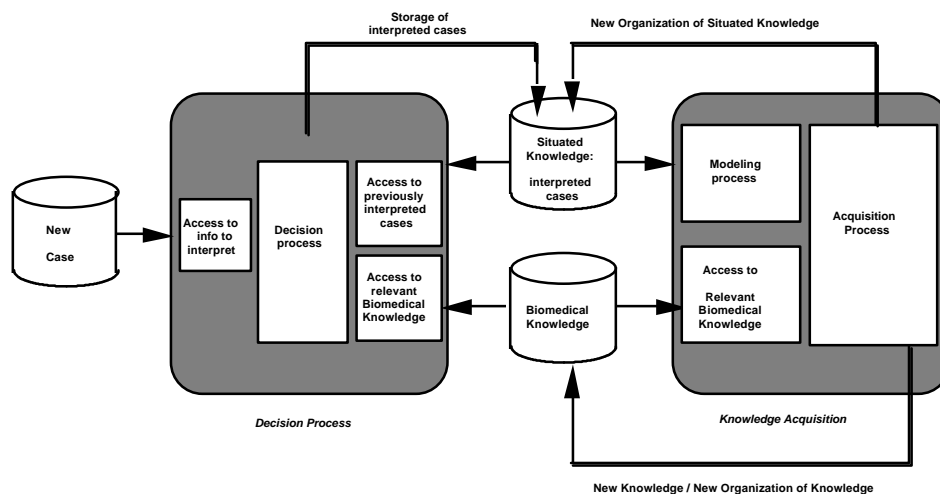 Storage of
interpreted cases
New Organization of Situated Knowledge
New
Case
Access to
info to
interpret
Decision
process
Access to
previously
interpreted
cases
Access to
relevant
Biomedical
Knowledge
Decision Process
Situated
Knowledge:
interpreted
cases
Biomedical
Knowledge
Modeling
process
Access to
Relevant
Biomedical
Knowledge
Acquisition
Process
Knowledge Acquisition
New Knowledge / New Organization of Knowledge